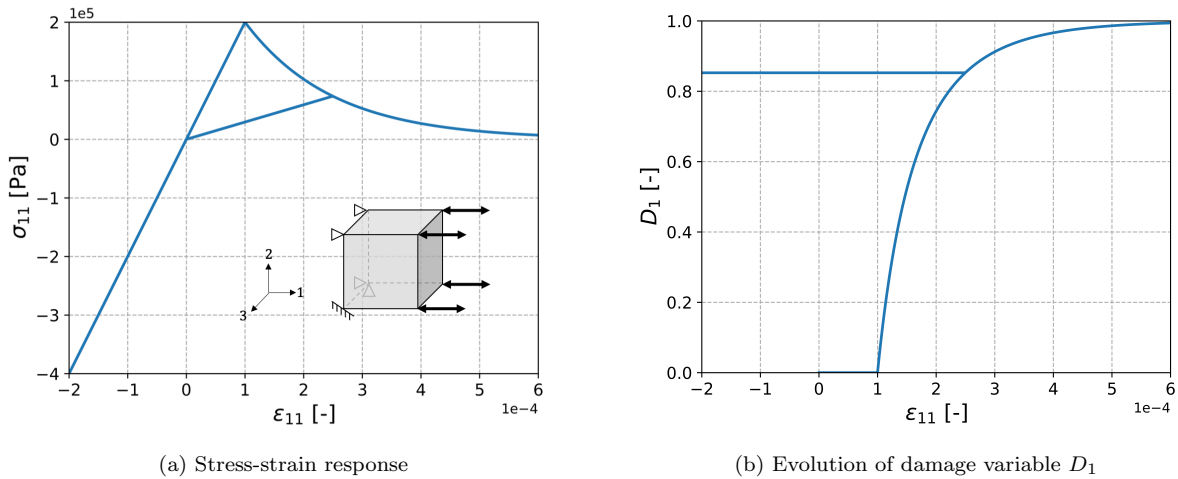 1e5
2
1
0
−1
−2
−3
−4
σ11 [Pa]
2
1
3
−2 −1 0 1 2 3 4 5 6
1e−4
ε11 [-]
(a) Stress-strain response
1.0
0.8
0.6
0.4
0.2
0.0
D1 [-]
−2 −1 0 1 2 3 4 5 6
1e−4
ε11 [-]
(b) Evolution of damage variable D1